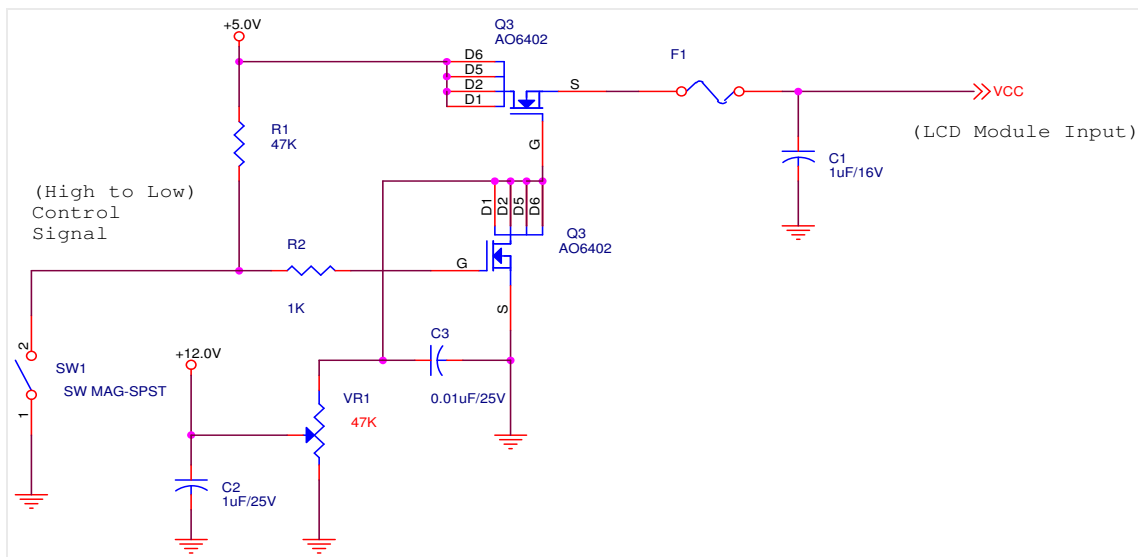 Q3
AO6402
+5.0V
F1
D6
D5
D2
D1
S
VCC
(LCD Module Input)
R1
47K
G
C1
1uF/16V
(High to Low)
Control
Signal
D1
D2
D5
D6
Q3
AO6402
R2
G
1K
S
C3
2
+12.0V
SW1
SW MAG-SPST
1
VR1
47K
0.01uF/25V
C2
1uF/25V